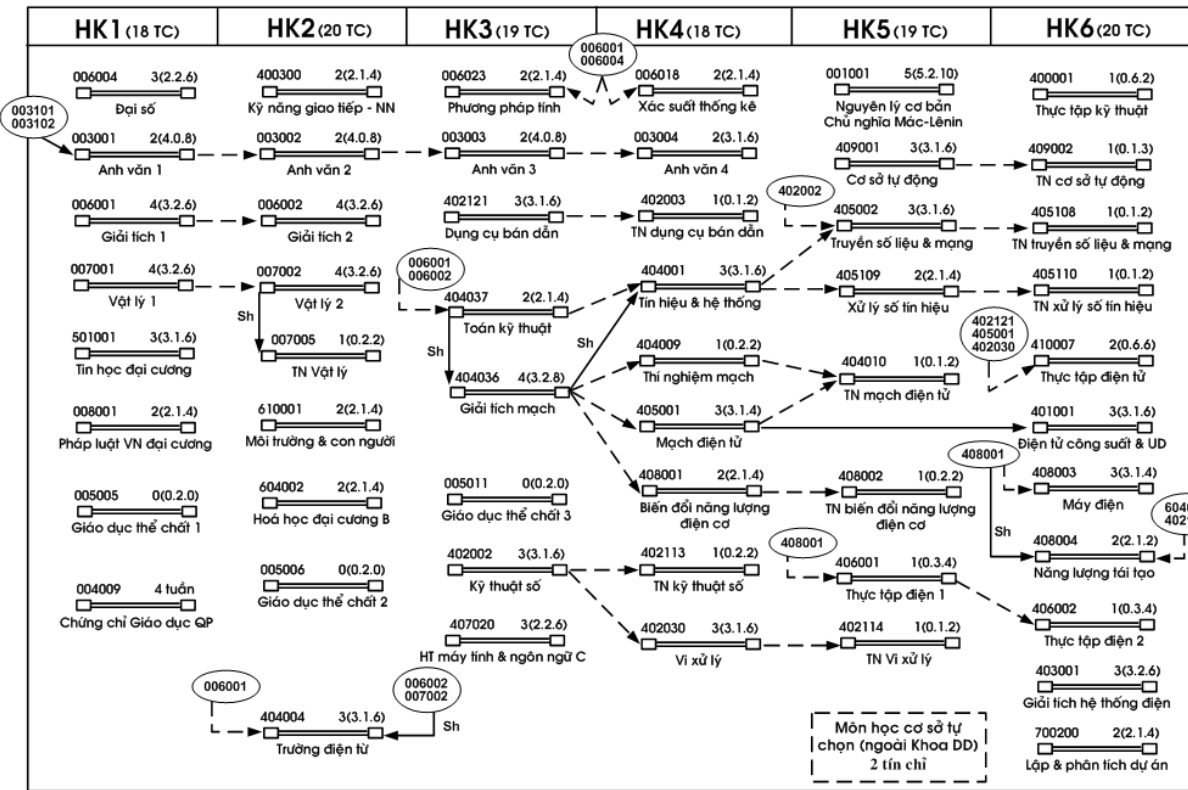 HK1 (18 TC)
HK2 (20 TC)
HK3 (19 TC)
HK4 (18 TC)
HK5 (19 TC)
HK6 (20 TC)
003101
003102
006004 3(2.2.6)
Đại số
003001 2(4.0.8)
Anh văn 1
006001 4(3.2.6)
Giải tích 1
007001 4(3.2.6)
Vật lý 1
501001 3(3.1.6)
Tin học đại cương
008001 2(2.1.4)
Pháp luật VN đại cương
005005 0(0.2.0)
Giáo dục thể chất 1
004009 4 tuần
Chứng chỉ Giáo dục QP
400300 2(2.1.4)
Kỹ năng giao tiếp - NN
003002 2(4.0.8)
Anh văn 2
006002 4(3.2.6)
Giải tích 2
007002 4(3.2.6)
Vật lý 2
Sh
007005 1(0.2.2)
TN Vật lý
610001 2(2.1.4)
Môi trường & con người
604002 2(2.1.4)
Hoá học đại cương B
005006 0(0.2.0)
Giáo dục thể chất 2
006001
404004 3(3.1.6)
Trường điện từ
006002
007002
Sh
006001
006004
006023 2(2.1.4)
Phương pháp tính
003003 2(4.0.8)
Anh văn 3
402121 3(3.1.6)
Dụng cụ bán dẫn
006001
006002
404037 2(2.1.4)
Toán kỹ thuật
Sh
404036 4(3.2.8)
Giải tích mạch
005011 0(0.2.0)
Giáo dục thể chất 3
402002 3(3.1.6)
Kỹ thuật số
407020 3(2.2.6)
HT máy tính & ngôn ngữ C
006018 2(2.1.4)
Xác suất thống kê
003004 2(3.1.6)
Anh văn 4
402003 1(0.1.2)
TN dụng cụ bán dẫn
404001 3(3.1.6)
Tín hiệu & hệ thống
Sh
404009 1(0.2.2)
Thí nghiệm mạch
405001 3(3.1.4)
Mạch điện tử
408001 2(2.1.4)
Biến đổi năng lượng
điện cơ
402113 1(0.2.2)
TN kỹ thuật số
402030 3(3.1.6)
Vi xử lý
001001 5(5.2.10)
Nguyên lý cơ bản
Chủ nghĩa Mác-Lênin
409001 3(3.1.6)
Cơ sở tự động
402002
405002 3(3.1.6)
Truyền số liệu & mạng
405109 2(2.1.4)
Xử lý số tín hiệu
404010 1(0.1.2)
TN mạch điện tử
408002 1(0.2.2)
TN biến đổi năng lượng
điện cơ
408001
406001 1(0.3.4)
Thực tập điện 1
402114 1(0.1.2)
TN Vi xử lý
Môn học cơ sở tự
chọn (ngoài Khoa DD)
2 tín chỉ
400001 1(0.6.2)
Thực tập kỹ thuật
409002 1(0.1.3)
TN cơ sở tự động
405108 1(0.1.2)
TN truyền số liệu & mạng
405110 1(0.1.2)
TN xử lý số tín hiệu
402121
405001
402030
410007 2(0.6.6)
Thực tập điện tử
401001 3(3.1.6)
Điện tử công suất & UD
408001
408003 3(3.1.4)
Máy điện
Sh
408004 2(2.1.2)
Năng lượng tái tạo
406002 1(0.3.4)
Thực tập điện 2
403001 3(3.2.6)
Giải tích hệ thống điện
700200 2(2.1.4)
Lập & phân tích dự án